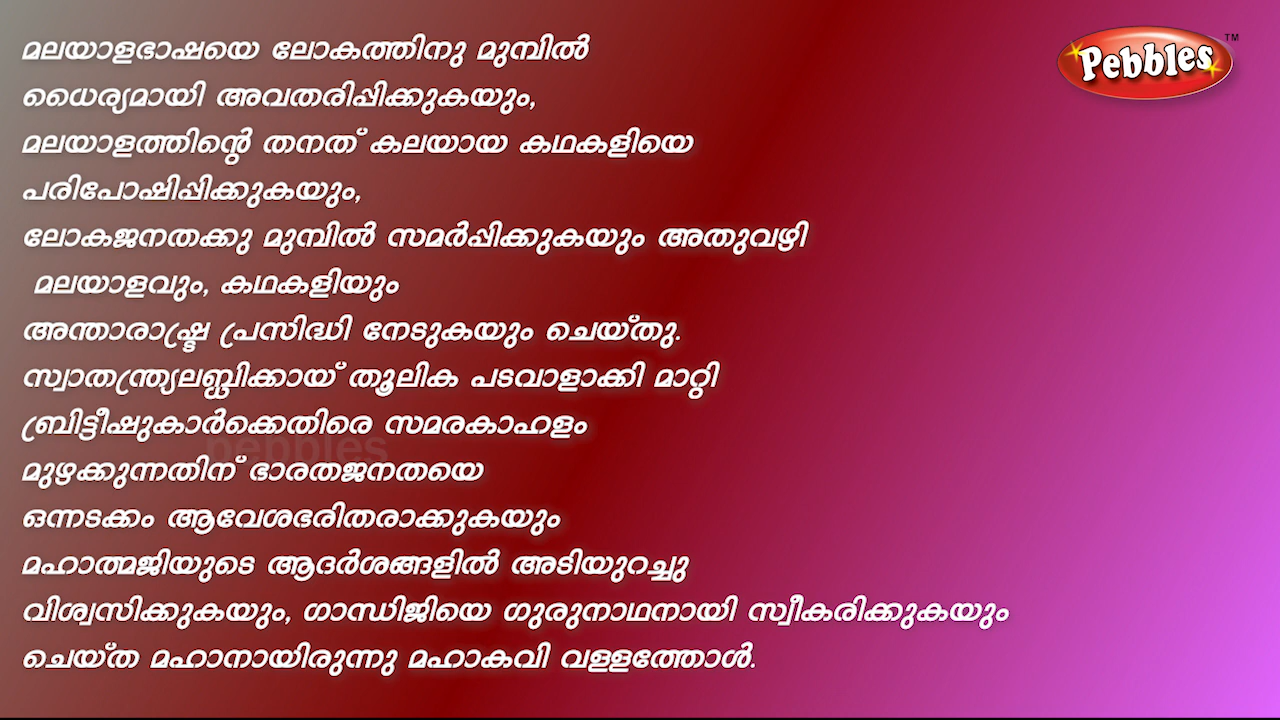 മലയാളഭാഷയെ ലോകത്തിനു മുമ്പിൽ
ധൈര്യമായി അവതരിപ്പിക്കുകയും,
മലയാളത്തിന്റെ തനത് കലയായ കഥകളിയെ
പരിപോഷിപ്പിക്കുകയും,
ലോകജനതക്കു മുമ്പിൽ സമർപ്പിക്കുകയും അതുവഴി
മലയാളവും, കഥകളിയും
അന്താരാഷ്ട്ര പ്രസിദ്ധി നേടുകയും ചെയ്തു.
സ്വാതന്ത്ര്യലബ്ധിക്കായ് തൂലിക പടവാളാക്കി മാറ്റി
ബ്രിട്ടീഷുകാർക്കെതിരെ സമരകാഹളം
മുഴക്കുന്നതിന് ഭാരതജനതയെ
ഒന്നടക്കം ആവേശഭരിതരാക്കുകയും
മഹാത്മജിയുടെ ആദർശങ്ങളിൽ അടിയുറച്ചു
വിശ്വസിക്കുകയും, ഗാന്ധിജിയെ ഗുരുനാഥനായി സ്വീകരിക്കുകയും
ചെയ്ത മഹാനായിരുന്നു മഹാകവി വള്ളത്തോൾ.
Pebbles TM
pebbles